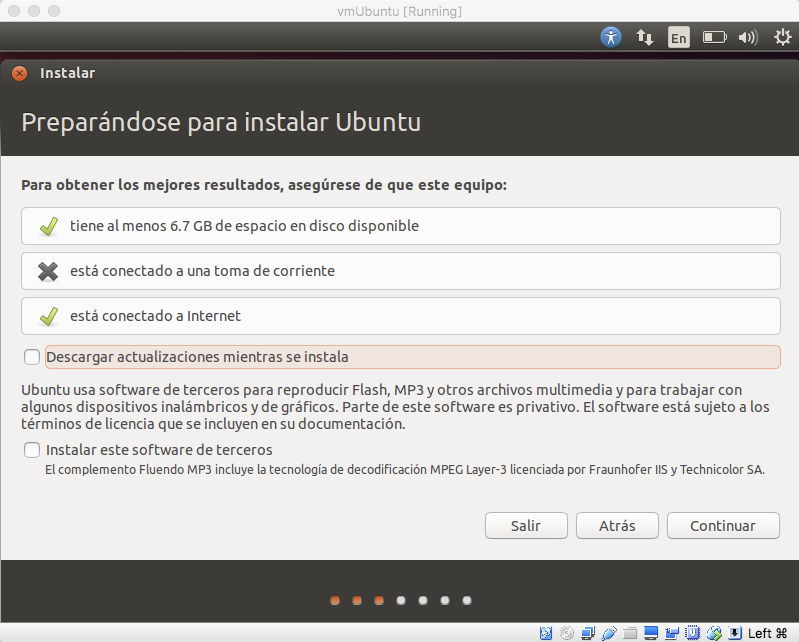 vmUbuntu [Running]
En
Instalar
Preparándose para instalar Ubuntu
Para obtener los mejores resultados, asegúrese de que este equipo:
tiene al menos 6.7 GB de espacio en disco disponible
está conectado a una toma de corriente
está conectado a Internet
Descargar actualizaciones mientras se instala
Ubuntu usa software de terceros para reproducir Flash, MP3 y otros archivos multimedia y para trabajar con
algunos dispositivos inalámbricos y de gráficos. Parte de este software es privativo. El software está sujeto a los
términos de licencia que se incluyen en su documentación.
Instalar este software de terceros
El complemento Fluendo MP3 incluye la tecnología de decodificación MPEG Layer-3 licenciada por Fraunhofer IIS y Technicolor SA.
Salir Atrás Continuar
Left ⌘